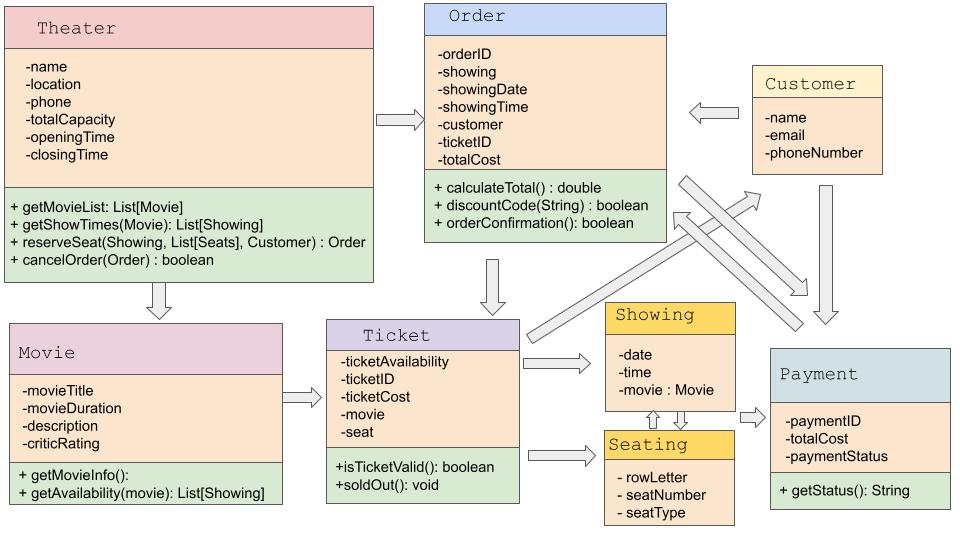 Theater
-name
-location
-phone
-totalCapacity
-openingTime
-closingTime
+ getMovieList: List[Movie]
+ getShowTimes(Movie): List[Showing]
+ reserveSeat(Showing, List[Seats], Customer) : Order
+ cancelOrder(Order) : boolean
Order
-orderID
-showing
-showingDate
-showingTime
-customer
-ticketID
-totalCost
+ calculateTotal() : double
+ discountCode(String) : boolean
+ orderConfirmation(): boolean
Customer
-name
-email
-phoneNumber
Movie
-movieTitle
-movieDuration
-description
-criticRating
+ getMovieInfo():
+ getAvailability(movie): List[Showing]
Ticket
-ticketAvailability
-ticketID
-ticketCost
-movie
-seat
+isTicketValid(): boolean
+soldOut(): void
Showing
-date
-time
-movie : Movie
Seating
- rowLetter
- seatNumber
- seatType
Payment
-paymentID
-totalCost
-paymentStatus
+ getStatus(): String